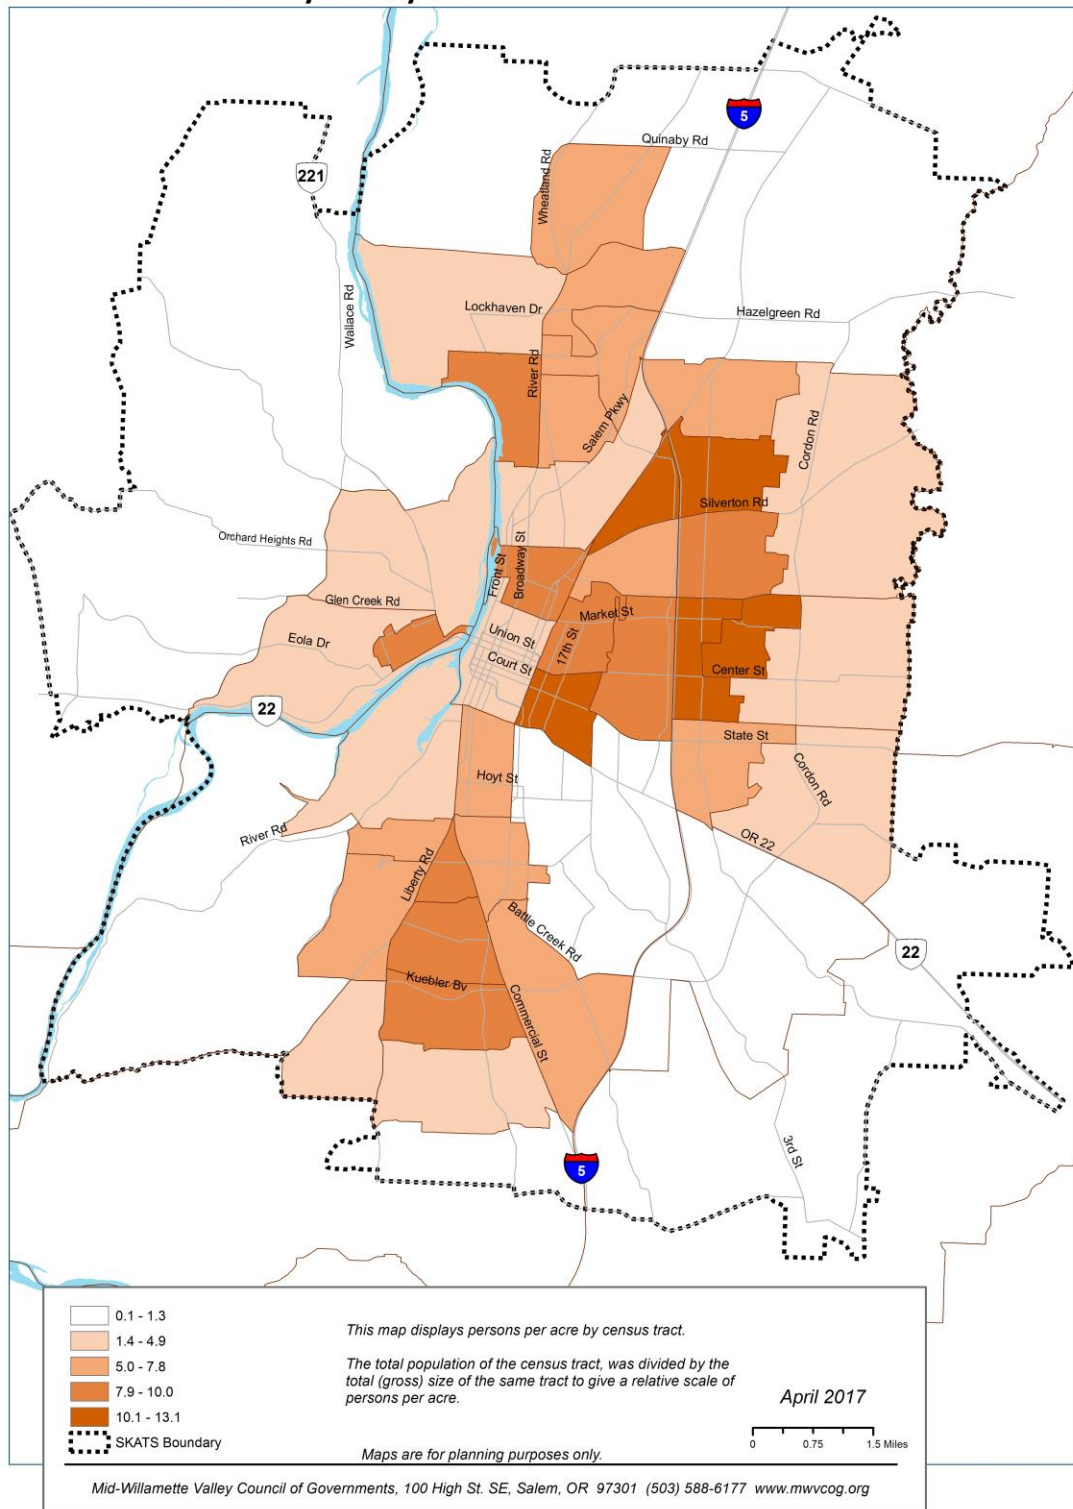 5
Quinaby Rd
221
Wheatland Rd
Wallace Rd
Lockhaven Dr
Hazelgreen Rd
River Rd
Salem Pkwy
Cordon Rd
Silverton Rd
Orchard Heights Rd
Front St
Broadway St
Glen Creek Rd
Market St
Eola Dr
Union St
17th St
Court St
Center St
22
State St
Hoyt St
Cordon Rd
River Rd
OR 22
Liberty Rd
Battle Creek Rd
22
Kuebler Bv
Commercial St
3rd St
5
0.1 - 1.3
1.4 - 4.9
5.0 - 7.8
7.9 - 10.0
10.1 - 13.1
SKATS Boundary
This map displays persons per acre by census tract.
The total population of the census tract, was divided by the
total (gross) size of the same tract to give a relative scale of
persons per acre.
April 2017
0 0.75 1.5 Miles
Maps are for planning purposes only.
Mid-Willamette Valley Council of Governments, 100 High St. SE, Salem, OR 97301 (503) 588-6177 www.mwvcog.org